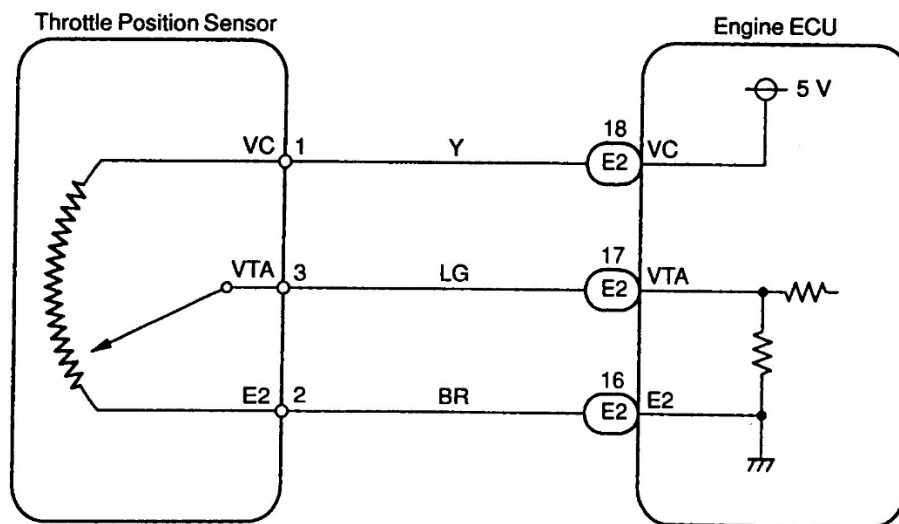 Throttle Position Sensor
Engine ECU
5 V
VC 1 Y 18 E2 VC
VTA 3 LG 17 E2 VTA
E2 2 BR 16 E2 E2